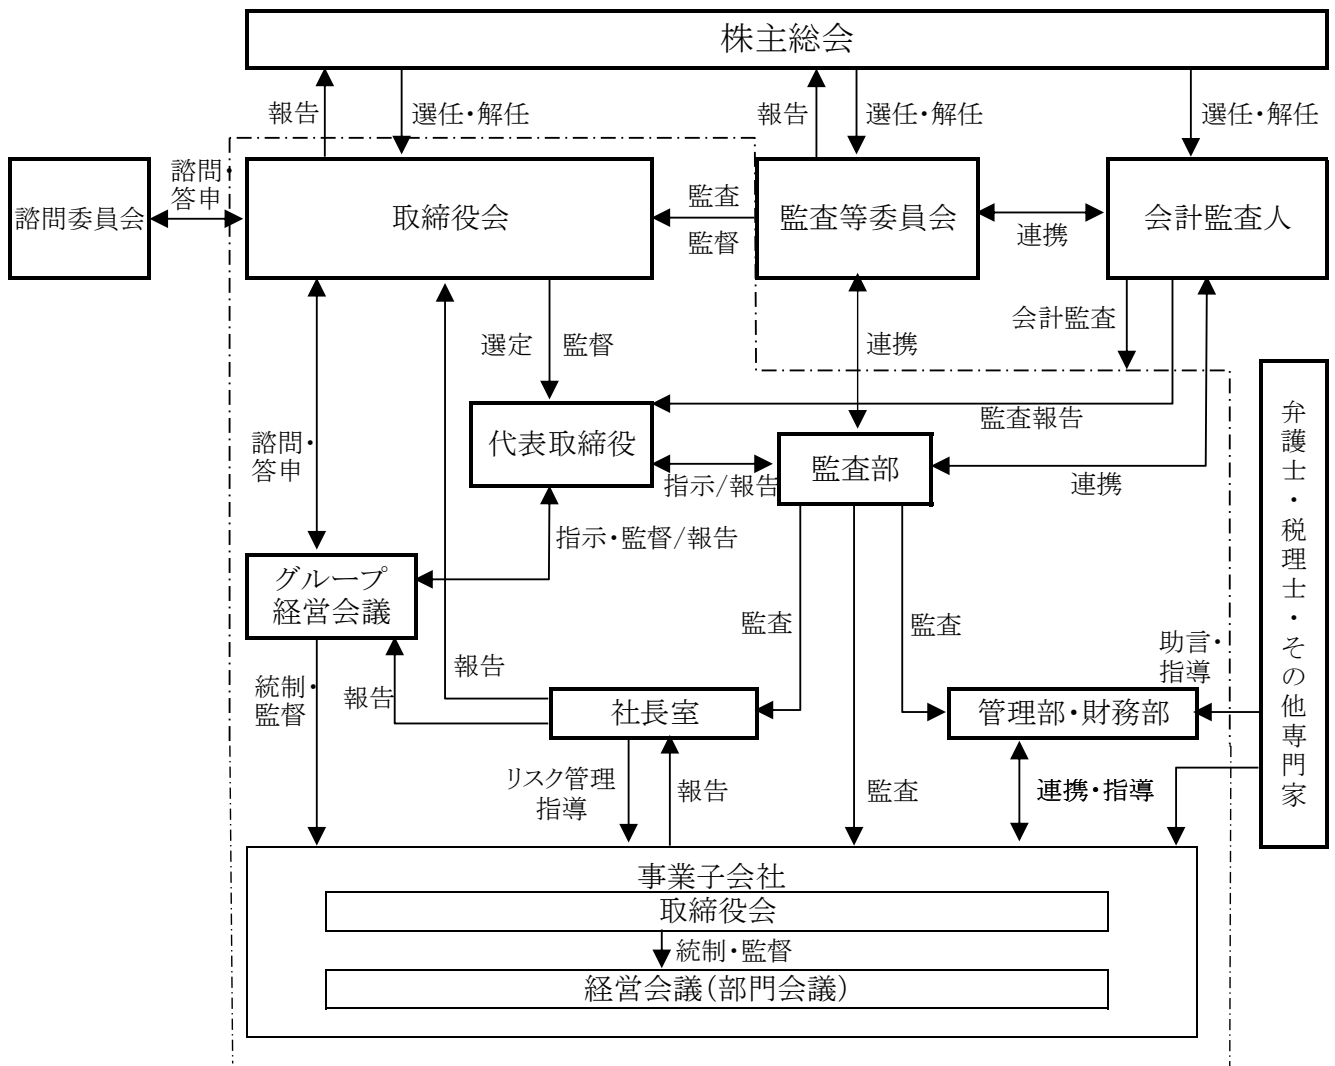 株主総会
報告
選任・解任
報告
選任・解任
選任・解任
諮問・
答申
諮問委員会
取締役会
監査
監督
監査等委員会
連携
会計監査人
会計監査
選定
監督
連携
監査報告
代表取締役
指示/報告
監査部
連携
諮問・
答申
指示・監督/報告
グループ
経営会議
弁護士・税理士・その他専門家
監査
監査
助言・
指導
統制・
監督
報告
報告
社長室
管理部・財務部
リスク管理
指導
報告
監査
連携・指導
事業子会社
取締役会
統制・監督
経営会議(部門会議)